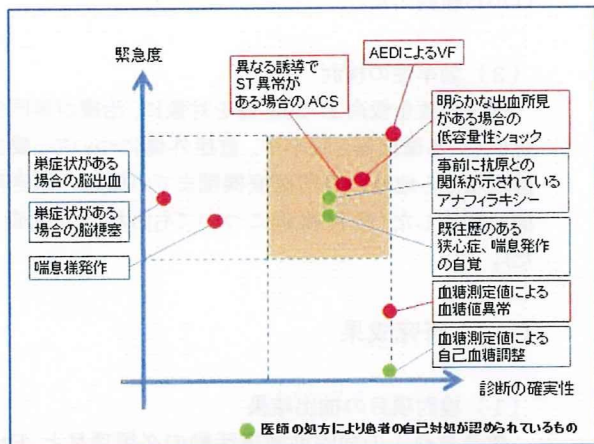 緊急度
異なる誘導で
ST異常が
ある場合のACS
AEDIによるVF
明らかな出血所見
がある場合の
低容量性ショック
事前に抗原との
関係が示されている
アナフィラキシー
既往歴のある
狭心症、喘息発作
の自覚
血糖測定値による
血糖値異常
血糖測定値による
自己血糖調整
単症状がある
場合の脳出血
単症状がある
場合の脳梗塞
喘息様発作
診断の確実性
医師の処方により患者の自己対処が認められているもの